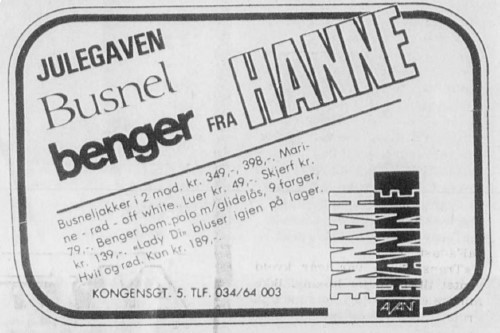 JULEGAVEN
Busnel
benger FRA HANNE
Busneljakker i 2 mod. kr. 349,-, 398,-. Mari-
ne - rød - off white. Luer kr. 49,-. Skjerf kr.
79,-. Benger bom.polo m/glidelås, 9 farger,
kr. 139,-. «Lady Di» bluser igjen på lager.
Hvit og rød. Kun kr. 189,-.
KONGENSGT. 5. TLF. 034/64 003
HANNE
HANNE